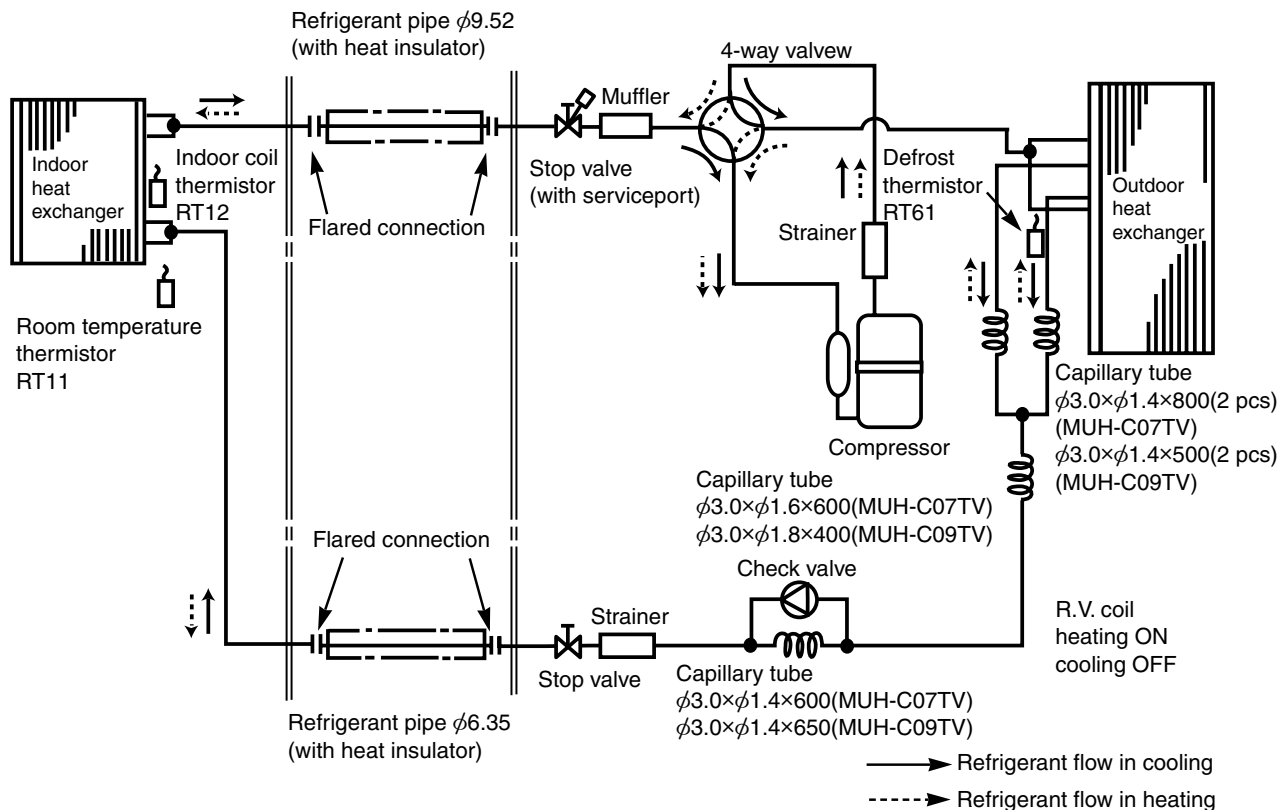 Refrigerant pipe φ9.52
(with heat insulator)
4-way valvew
Muffler
Indoor
heat
exchanger
Indoor coil
thermistor
RT12
Flared connection
Stop valve
(with serviceport)
Defrost
thermistor
RT61
Strainer
Outdoor
heat
exchanger
Room temperature
thermistor
RT11
Compressor
Capillary tube
φ3.0×φ1.4×800(2 pcs)
(MUH-C07TV)
φ3.0×φ1.4×500(2 pcs)
(MUH-C09TV)
Capillary tube
φ3.0×φ1.6×600(MUH-C07TV)
φ3.0×φ1.8×400(MUH-C09TV)
Flared connection
Check valve
Strainer
Stop valve
R.V. coil
heating ON
cooling OFF
Capillary tube
φ3.0×φ1.4×600(MUH-C07TV)
φ3.0×φ1.4×650(MUH-C09TV)
Refrigerant pipe φ6.35
(with heat insulator)
Refrigerant flow in cooling
Refrigerant flow in heating